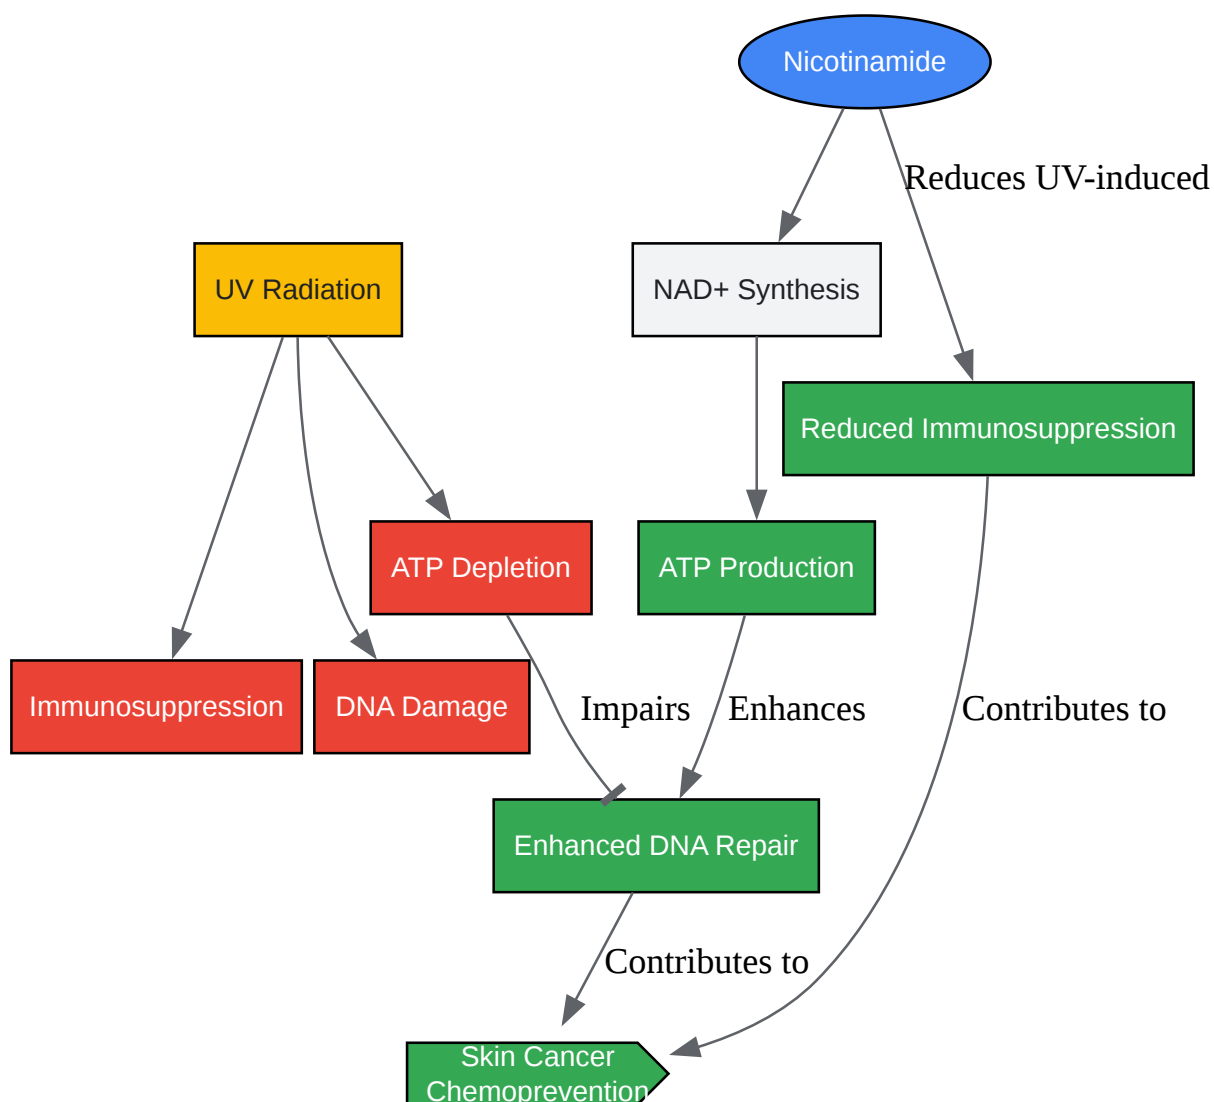 Nicotinamide
Reduces UV-induced
UV Radiation
NAD+ Synthesis
Reduced Immunosuppression
ATP Depletion
ATP Production
Immunosuppression
DNA Damage
Impairs
Enhances
Contributes to
Enhanced DNA Repair
Contributes to
Skin Cancer
Chemoprevention